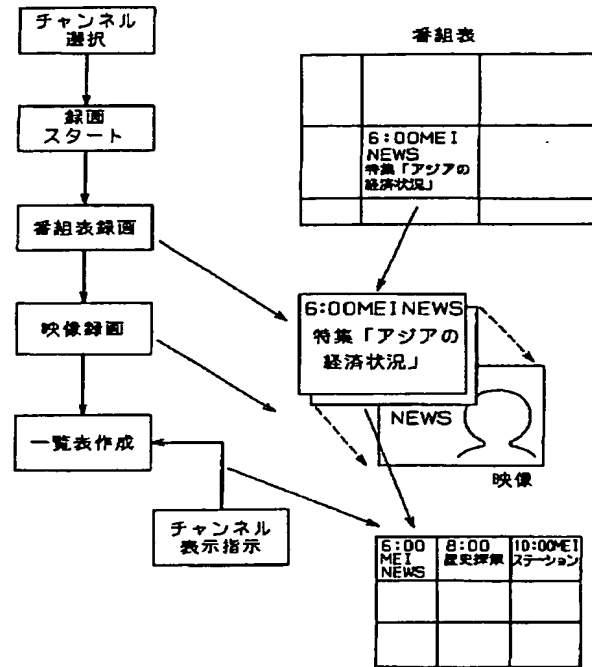 チャンネル
選択
録画
スタート
番組表録画
映像録画
一覧表作成
チャンネル
表示指示
番組表
6:00MEI
NEWS
特集「アジアの
経済状況」
6:00MEINEWS
特集「アジアの
経済状況」
NEWS
映像
6:00
MEI
NEWS
8:00
歴史探索
10:00MEI
ステーション